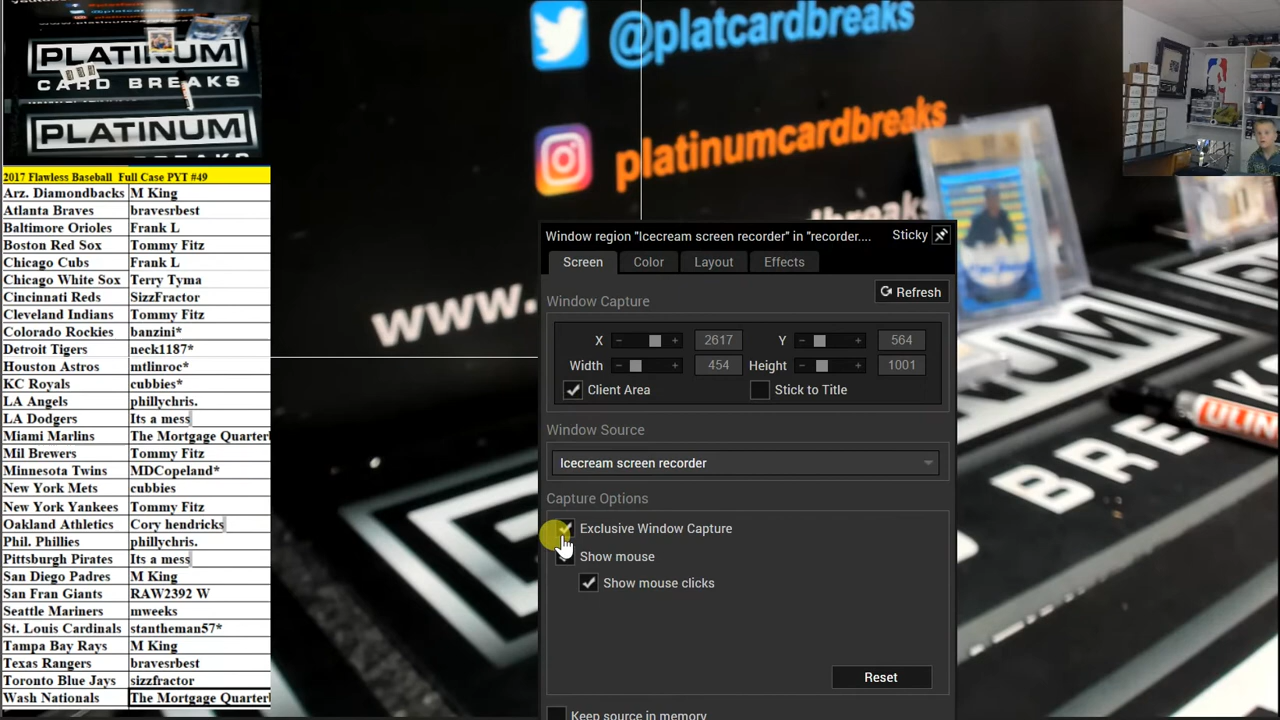 PLATINUM
CARD BREAKS
PLATINUM
@platcardbreaks
platinumcardbreaks
www.
2017 Flawless Baseball Full Case PYT #49
Arz. Diamondbacks M King
Atlanta Braves bravesrbest
Baltimore Orioles Frank L
Boston Red Sox Tommy Fitz
Chicago Cubs Frank L
Chicago White Sox Terry Tyma
Cincinnati Reds SizzFractor
Cleveland Indians Tommy Fitz
Colorado Rockies banzini*
Detroit Tigers neck1187*
Houston Astros mtlinroc*
KC Royals cubbies*
LA Angels phillychris.
LA Dodgers Its a mess
Miami Marlins The Mortgage Quarterb
Mil Brewers Tommy Fitz
Minnesota Twins MDCopeland*
New York Mets cubbies
New York Yankees Tommy Fitz
Oakland Athletics Cory hendricks
Phil. Phillies phillychris.
Pittsburgh Pirates Its a mess
San Diego Padres M King
San Fran Giants RAW2392 W
Seattle Mariners mweeks
St. Louis Cardinals stantheman57*
Tampa Bay Rays M King
Texas Rangers bravesrbest
Toronto Blue Jays sizzfractor
Wash Nationals The Mortgage Quarterb
Window region "Icecream screen recorder" in "recorder.... Sticky
Screen Color Layout Effects
Window Capture Refresh
X 2617 Y 564
Width 454 Height 1001
Client Area Stick to Title
Window Source
Icecream screen recorder
Capture Options
Exclusive Window Capture
Show mouse
Show mouse clicks
Reset
Keep source in memory
ULIN
BREAKS